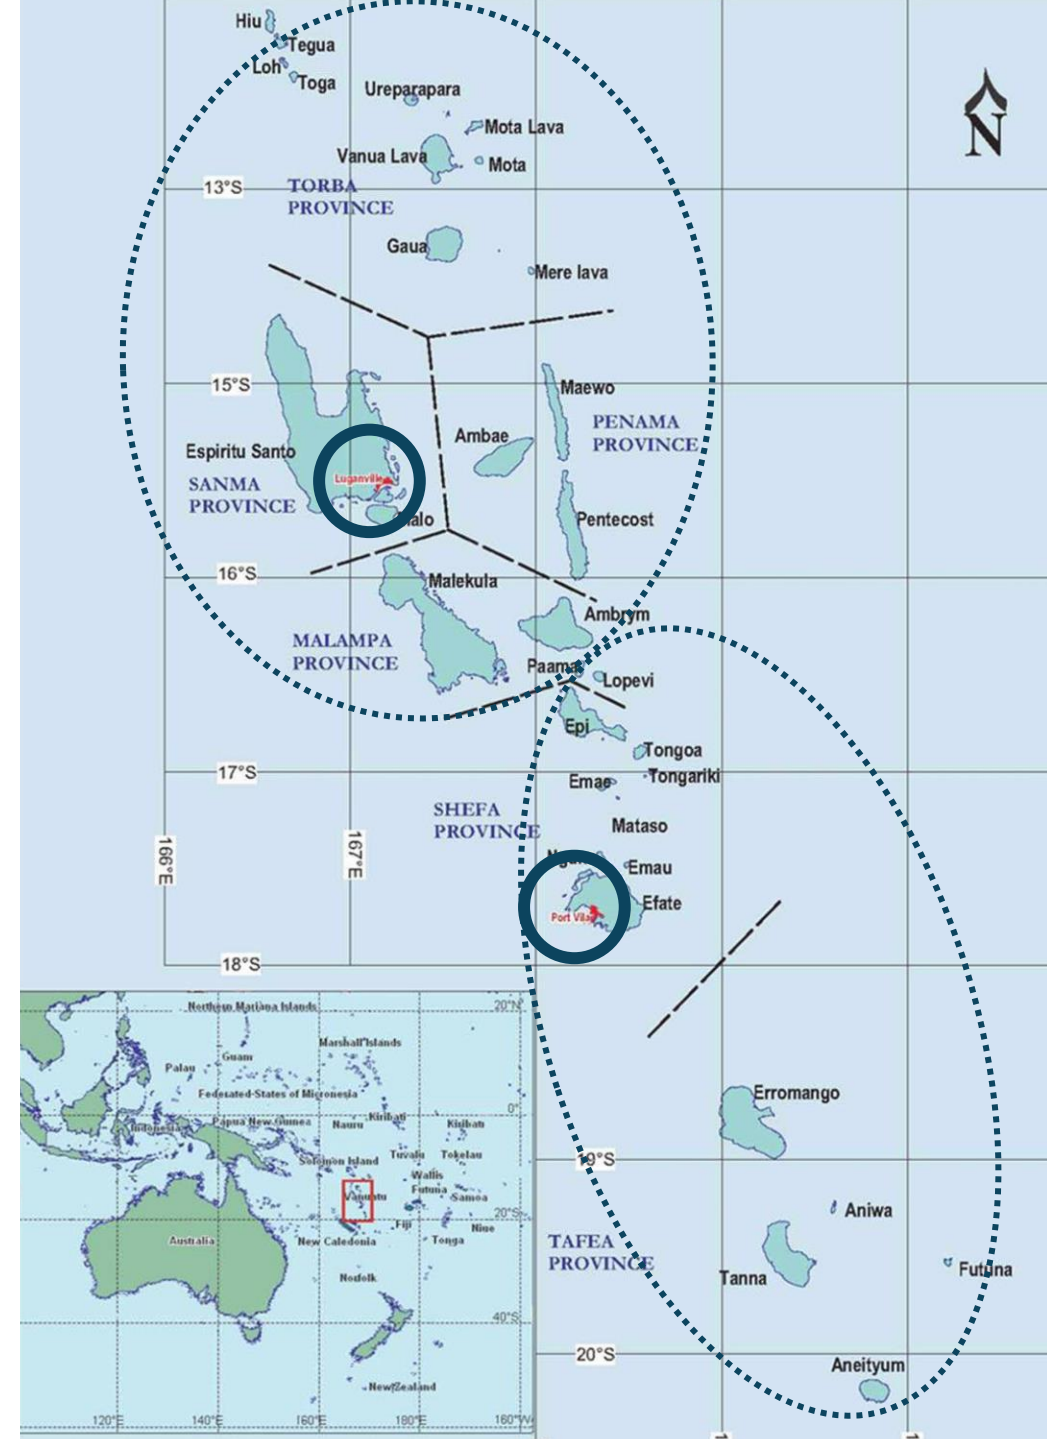 Hiu
Tegua
Loh
Toga
Ureparapara
Mota Lava
Vanua Lava
Mota
N
13°S
TORBA
PROVINCE
Gaua
Mere lava
15°S
Maewo
PENAMA
PROVINCE
Ambae
Espiritu Santo
SANMA
PROVINCE
Luganville
Malo
Pentecost
16°S
Malekula
Ambrym
MALAMPA
PROVINCE
Paama
Lopevi
Epi
Tongoa
17°S
Emae
Tongariki
SHEFA
PROVINCE
Mataso
166°E
167°E
Emau
Efate
Port Vila
18°S
Northern Mariana Islands
20°N
Marshall Islands
Guam
Palau
Federated States of Micronesia
0°
Indonesia
Papua New Guinea
Nauru
Kiribati
Kiribati
Solomon Island
Tuvalu
Tokelau
Wallis
Futuna
Vanuatu
Samoa
20°S
Fiji
Niue
Australia
New Caledonia
Tonga
Norfolk
40°S
New Zealand
120°E
140°E
160°E
180°E
160°W
Erromango
19°S
Aniwa
TAFEA
PROVINCE
Tanna
Futuna
20°S
Aneityum